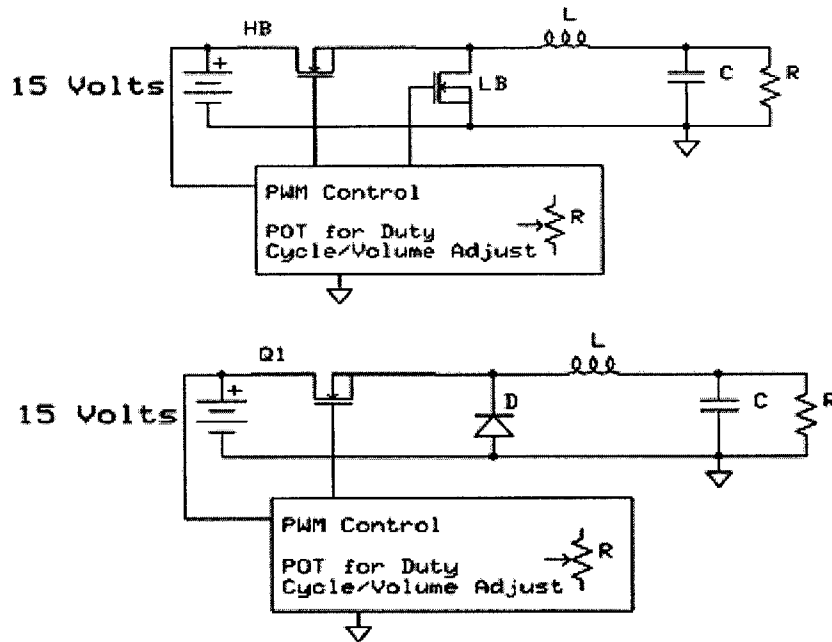 HB
L
15 Volts
+
LB
C
R
PWM Control
POT for Duty
Cycle/Volume Adjust
R
Q1
L
15 Volts
+
D
C
R
PWM Control
POT for Duty
Cycle/Volume Adjust
R